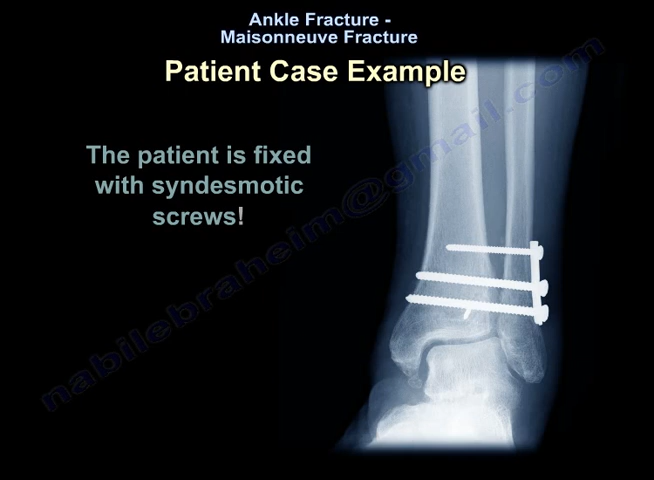 Ankle Fracture -
Maisonneuve Fracture
Patient Case Example
The patient is fixed
with syndesmotic
screws!
nabilebraheim@gmail.com